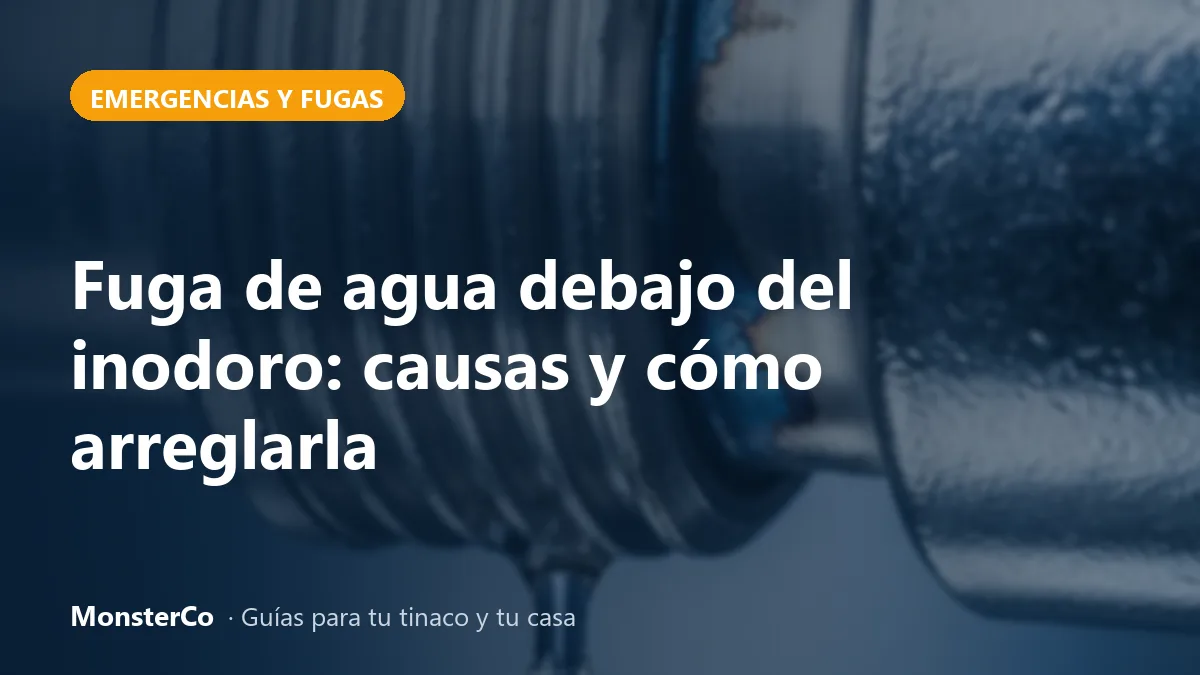 EMERGENCIAS Y FUGAS
Fuga de agua debajo del
inodoro: causas y cómo
arreglarla
MonsterCo · Guías para tu tinaco y tu casa